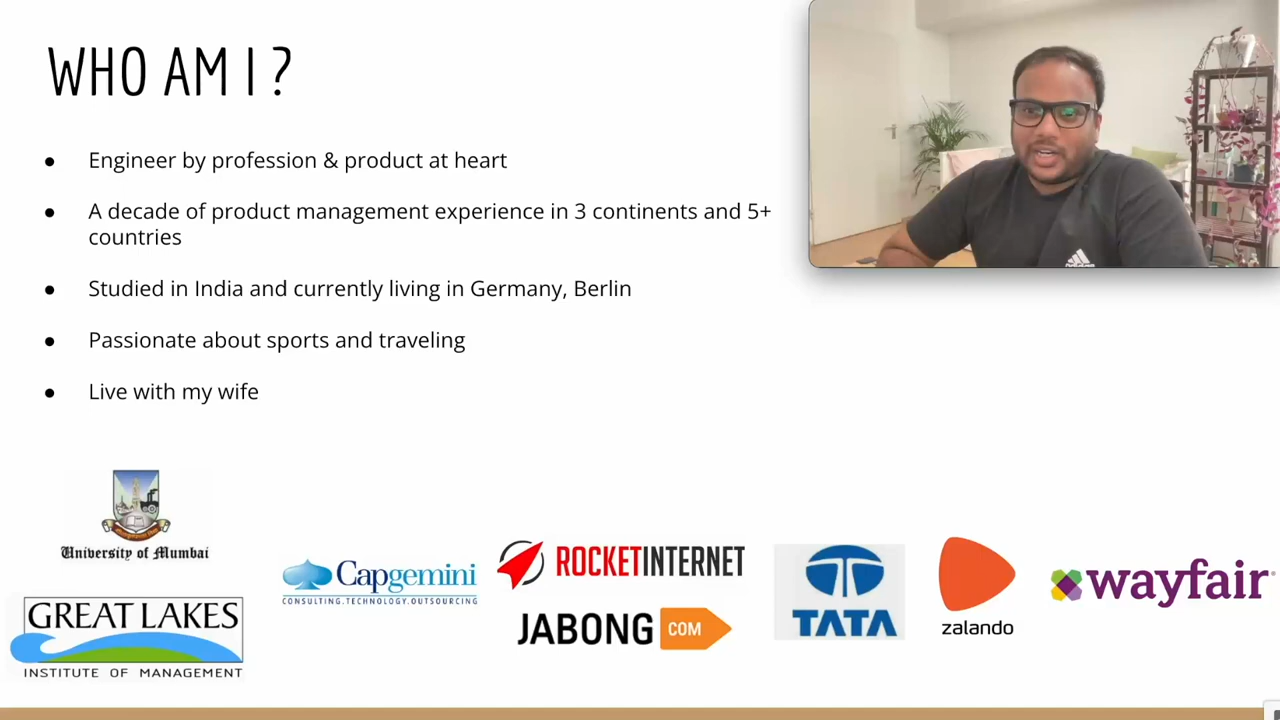 WHO AM I ?
● Engineer by profession & product at heart
● A decade of product management experience in 3 continents and 5+
countries
● Studied in India and currently living in Germany, Berlin
● Passionate about sports and traveling
● Live with my wife
University of Mumbai
GREAT LAKES
INSTITUTE OF MANAGEMENT
Capgemini
CONSULTING.TECHNOLOGY.OUTSOURCING
ROCKETINTERNET
JABONG COM
TATA
zalando
wayfair